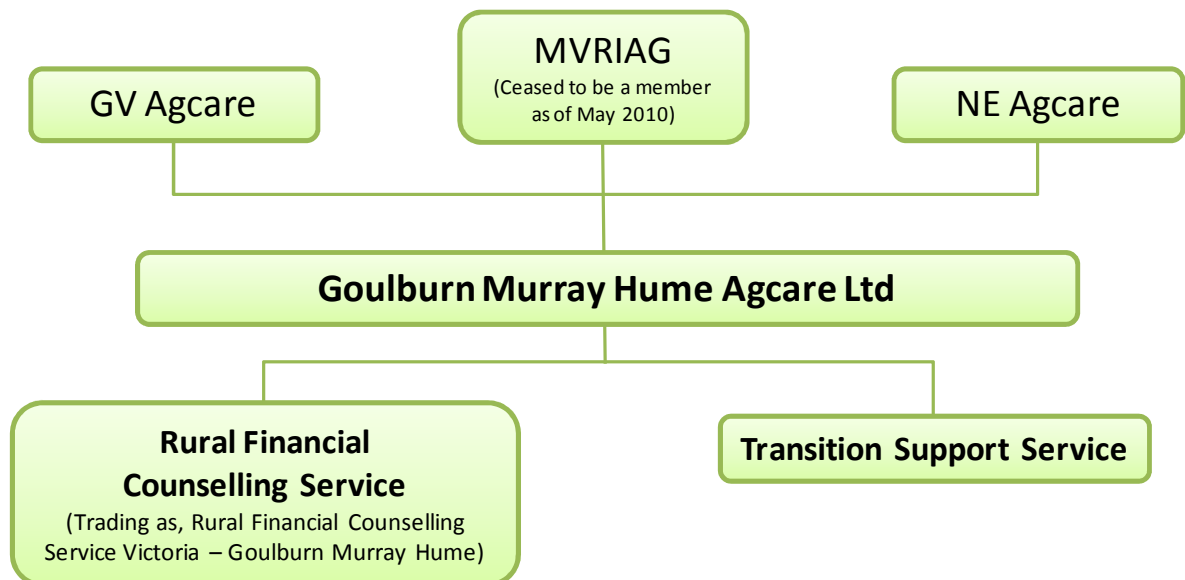 GV Agcare
MVRIAG
(Ceased to be a member
as of May 2010)
NE Agcare
Goulburn Murray Hume Agcare Ltd
Rural Financial
Counselling Service
(Trading as, Rural Financial Counselling
Service Victoria – Goulburn Murray Hume)
Transition Support Service